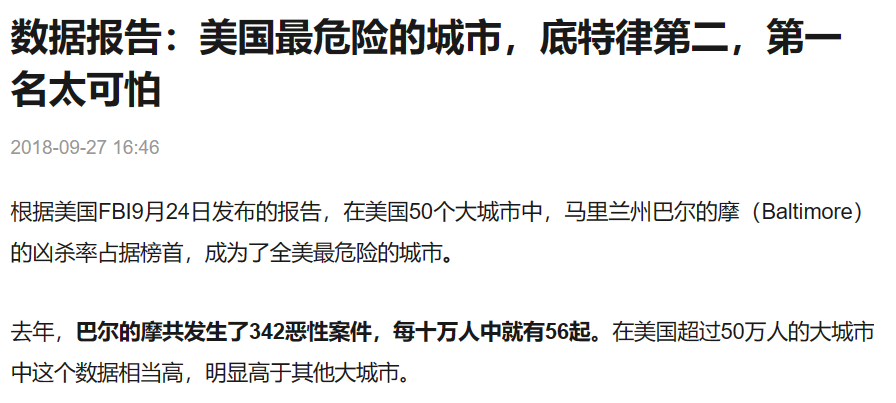 数据报告：美国最危险的城市，底特律第二，第一
名太可怕
2018-09-27 16:46
根据美国FBI9月24日发布的报告，在美国50个大城市中，马里兰州巴尔的摩（Baltimore）
的凶杀率占据榜首，成为了全美最危险的城市。
去年，巴尔的摩共发生了342恶性案件，每十万人中就有56起。在美国超过50万人的大城市
中这个数据相当高，明显高于其他大城市。